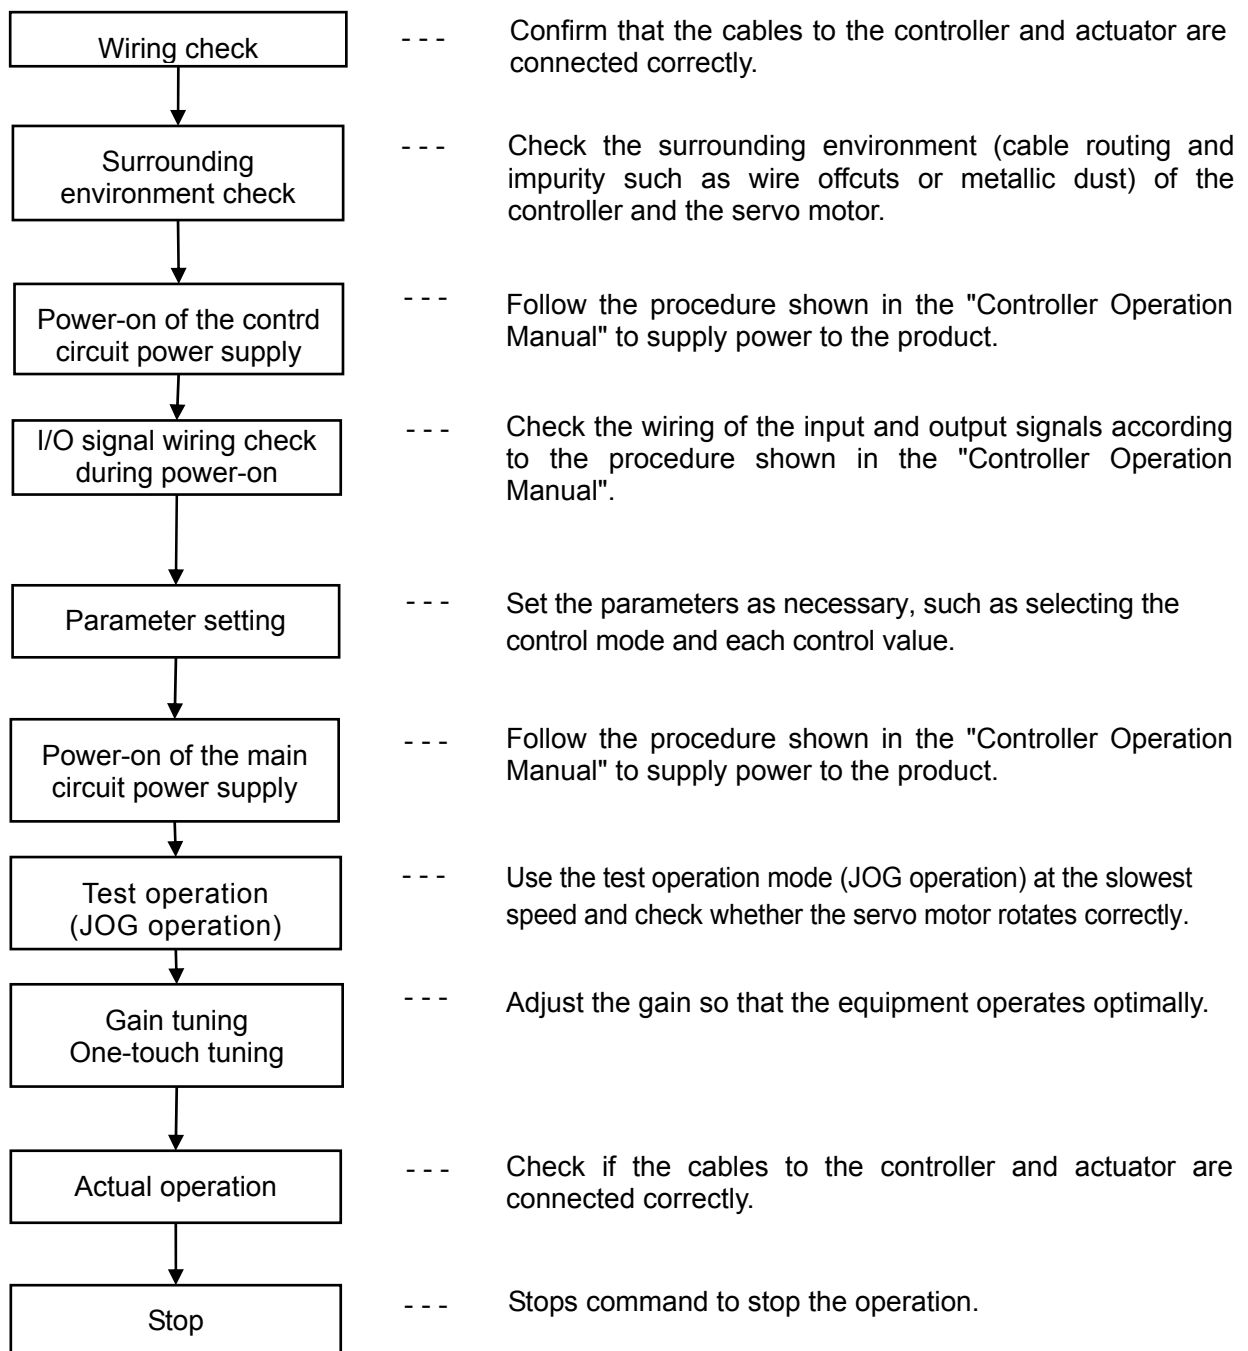 Wiring check
- - -
Confirm that the cables to the controller and actuator are
connected correctly.
Surrounding
environment check
- - -
Check the surrounding environment (cable routing and
impurity such as wire offcuts or metallic dust) of the
controller and the servo motor.
Power-on of the contrd
circuit power supply
- - -
Follow the procedure shown in the "Controller Operation
Manual" to supply power to the product.
I/O signal wiring check
during power-on
- - -
Check the wiring of the input and output signals according
to the procedure shown in the "Controller Operation
Manual".
Parameter setting
- - -
Set the parameters as necessary, such as selecting the
control mode and each control value.
Power-on of the main
circuit power supply
- - -
Follow the procedure shown in the "Controller Operation
Manual" to supply power to the product.
Test operation
(JOG operation)
- - -
Use the test operation mode (JOG operation) at the slowest
speed and check whether the servo motor rotates correctly.
Gain tuning
One-touch tuning
- - -
Adjust the gain so that the equipment operates optimally.
Actual operation
- - -
Check if the cables to the controller and actuator are
connected correctly.
Stop
- - -
Stops command to stop the operation.